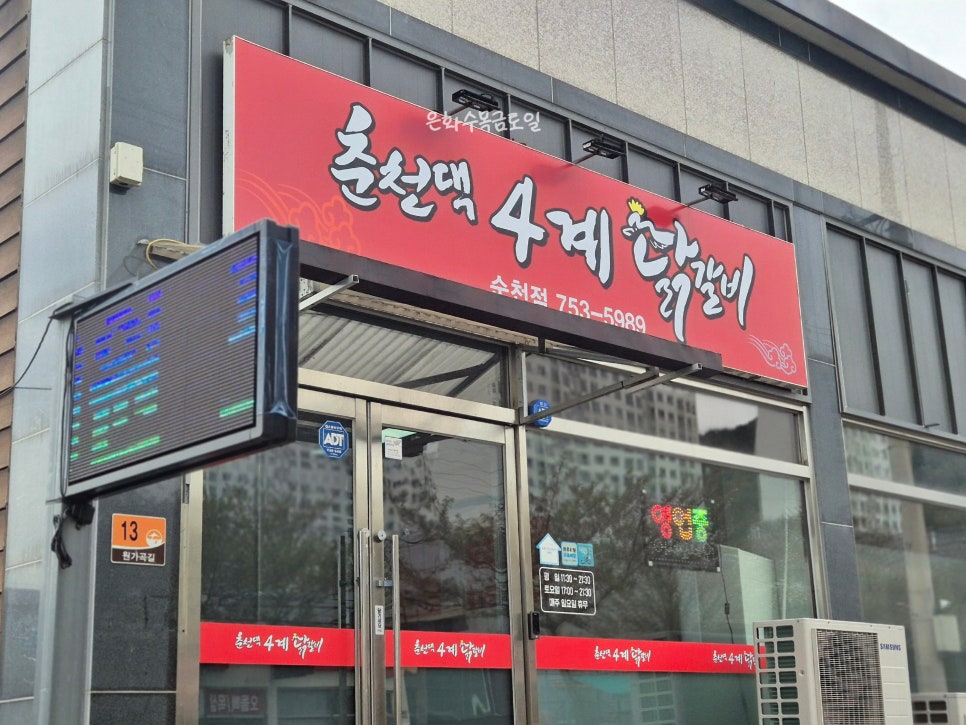 은화수목금토일
춘천댁 4계 닭갈비
순천점 753-5989
ADT
영업중
13
원가곡길
평 일 11:30 ~ 21:30
토요일 17:00 ~ 21:30
매주 일요일 휴무
춘천댁 4계 닭갈비
춘천댁 4계 닭갈비
춘천댁 4계 닭갈비
춘천댁 4계 닭갈비
SAMSUNG